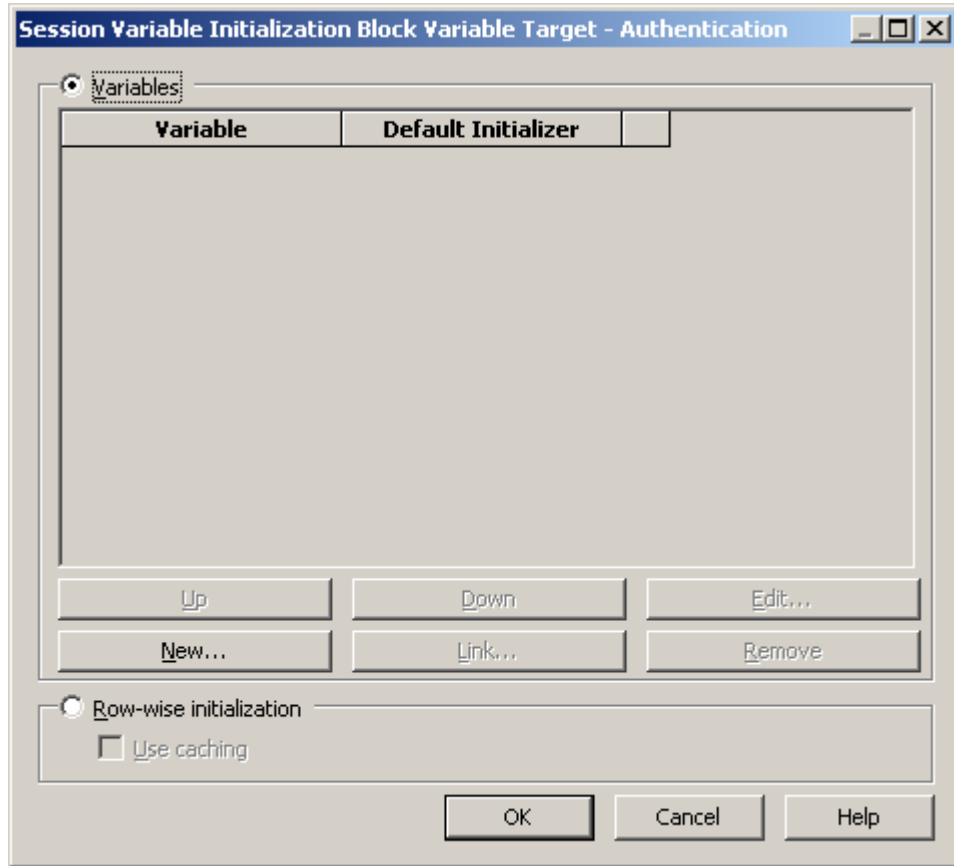 Session Variable Initialization Block Variable Target - Authentication
Variables
Variable Default Initializer
Up Down Edit...
New... Link... Remove
Row-wise initialization
Use caching
OK Cancel Help